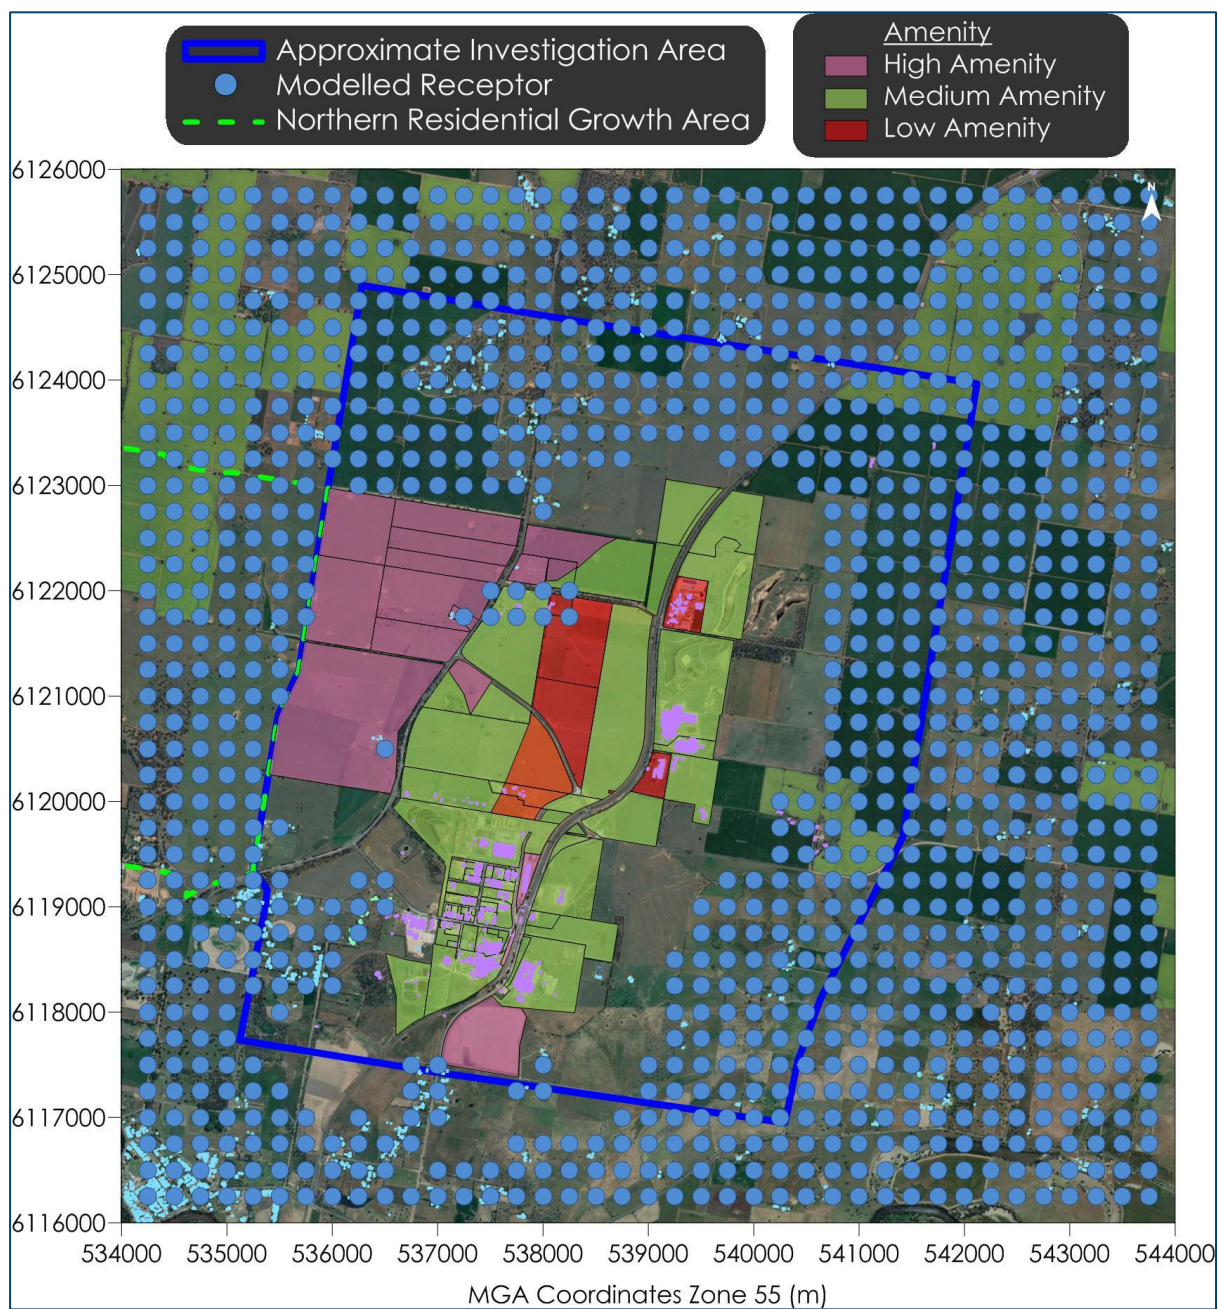 Approximate Investigation Area
Modelled Receptor
Northern Residential Growth Area
Amenity
High Amenity
Medium Amenity
Low Amenity
N
6126000
6125000
6124000
6123000
6122000
6121000
6120000
6119000
6118000
6117000
6116000
534000 535000 536000 537000 538000 539000 540000 541000 542000 543000 544000
MGA Coordinates Zone 55 (m)